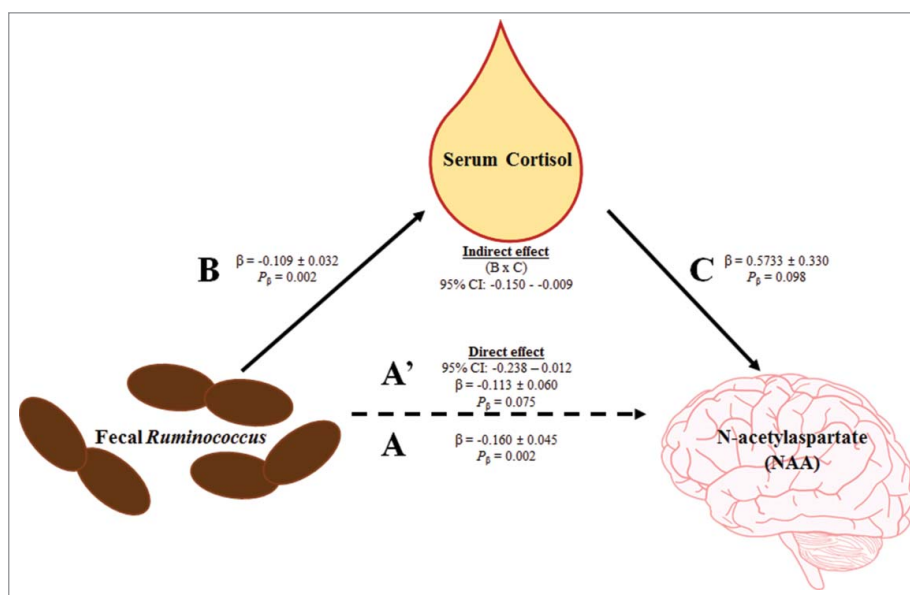 Serum Cortisol
Indirect effect
(B x C)
95% CI: -0.150 - -0.009
B
β = -0.109 ± 0.032
Pβ = 0.002
C
β = 0.5733 ± 0.330
Pβ = 0.098
A’
Direct effect
95% CI: -0.238 – 0.012
β = -0.113 ± 0.060
Pβ = 0.075
Fecal Ruminococcus
A
β = -0.160 ± 0.045
Pβ = 0.002
N-acetylaspartate
(NAA)